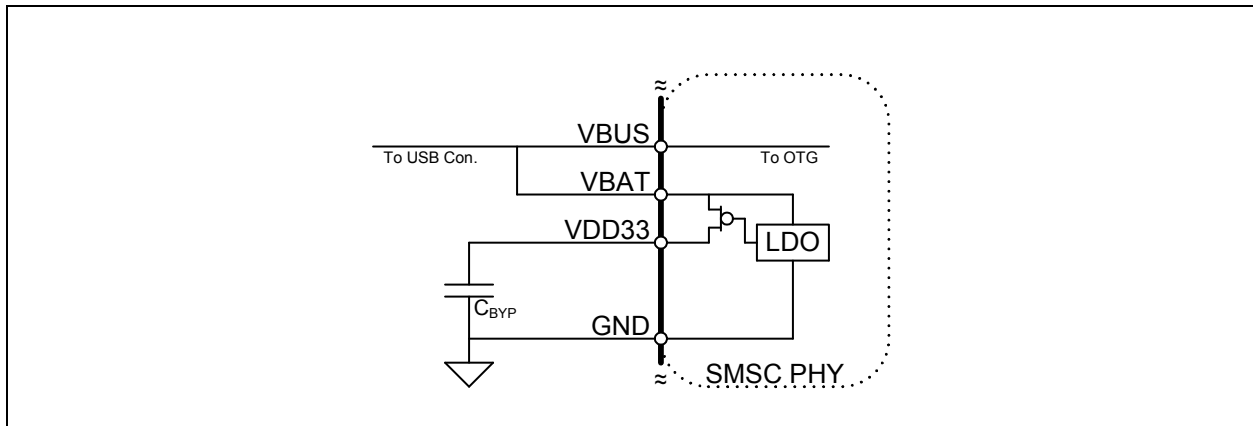 VBUS
To USB Con.
To OTG
VBAT
VDD33
LDO
CBYP
GND
SMSC PHY